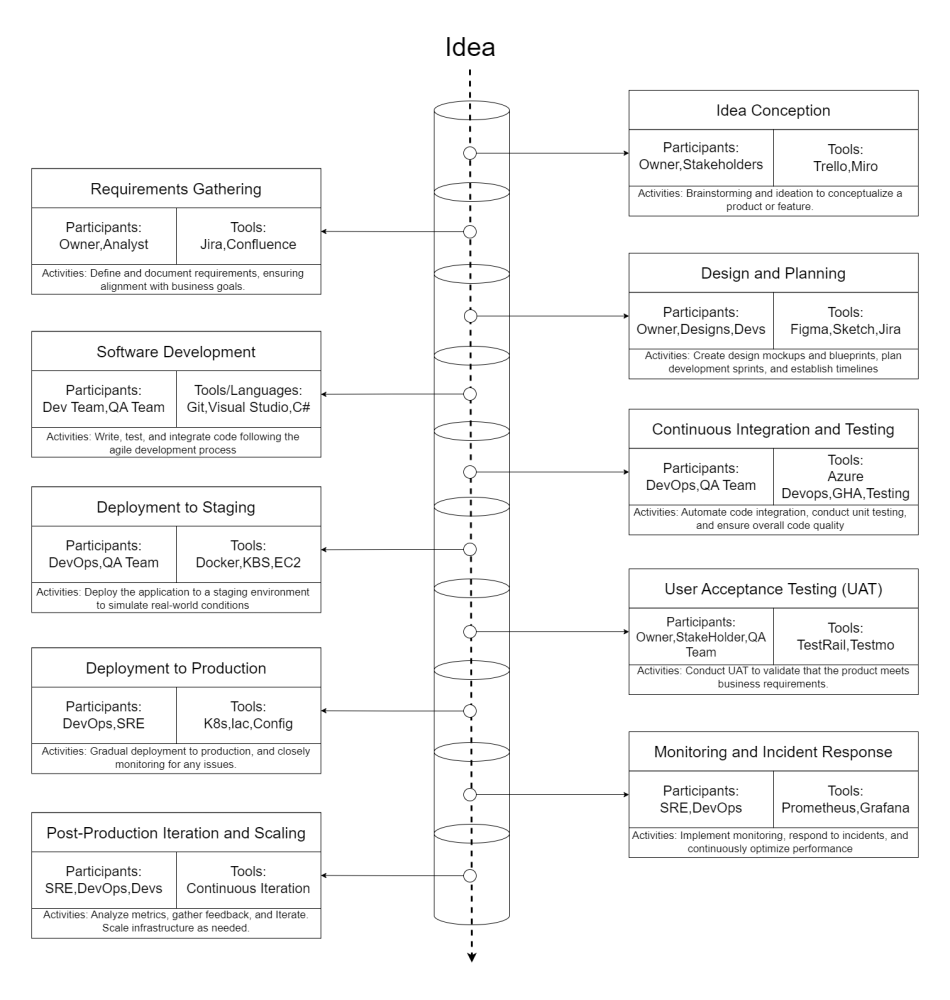 Idea
Idea Conception
Participants:
Owner,Stakeholders
Tools:
Trello,Miro
Activities: Brainstorming and ideation to conceptualize a
product or feature.
Requirements Gathering
Participants:
Owner,Analyst
Tools:
Jira,Confluence
Activities: Define and document requirements, ensuring
alignment with business goals.
Design and Planning
Participants:
Owner,Designs,Devs
Tools:
Figma,Sketch,Jira
Activities: Create design mockups and blueprints, plan
development sprints, and establish timelines
Software Development
Participants:
Dev Team,QA Team
Tools/Languages:
Git,Visual Studio,C#
Activities: Write, test, and integrate code following the
agile development process
Continuous Integration and Testing
Participants:
DevOps,QA Team
Tools:
Azure
Devops,GHA,Testing
Activities: Automate code integration, conduct unit testing,
and ensure overall code quality
Deployment to Staging
Participants:
DevOps,QA Team
Tools:
Docker,KBS,EC2
Activities: Deploy the application to a staging environment
to simulate real-world conditions
User Acceptance Testing (UAT)
Participants:
Owner,StakeHolder,QA
Team
Tools:
TestRail,Testmo
Activities: Conduct UAT to validate that the product meets
business requirements.
Deployment to Production
Participants:
DevOps,SRE
Tools:
K8s,Iac,Config
Activities: Gradual deployment to production, and closely
monitoring for any issues.
Monitoring and Incident Response
Participants:
SRE,DevOps
Tools:
Prometheus,Grafana
Activities: Implement monitoring, respond to incidents, and
continuously optimize performance
Post-Production Iteration and Scaling
Participants:
SRE,DevOps,Devs
Tools:
Continuous Iteration
Activities: Analyze metrics, gather feedback, and Iterate.
Scale infrastructure as needed.